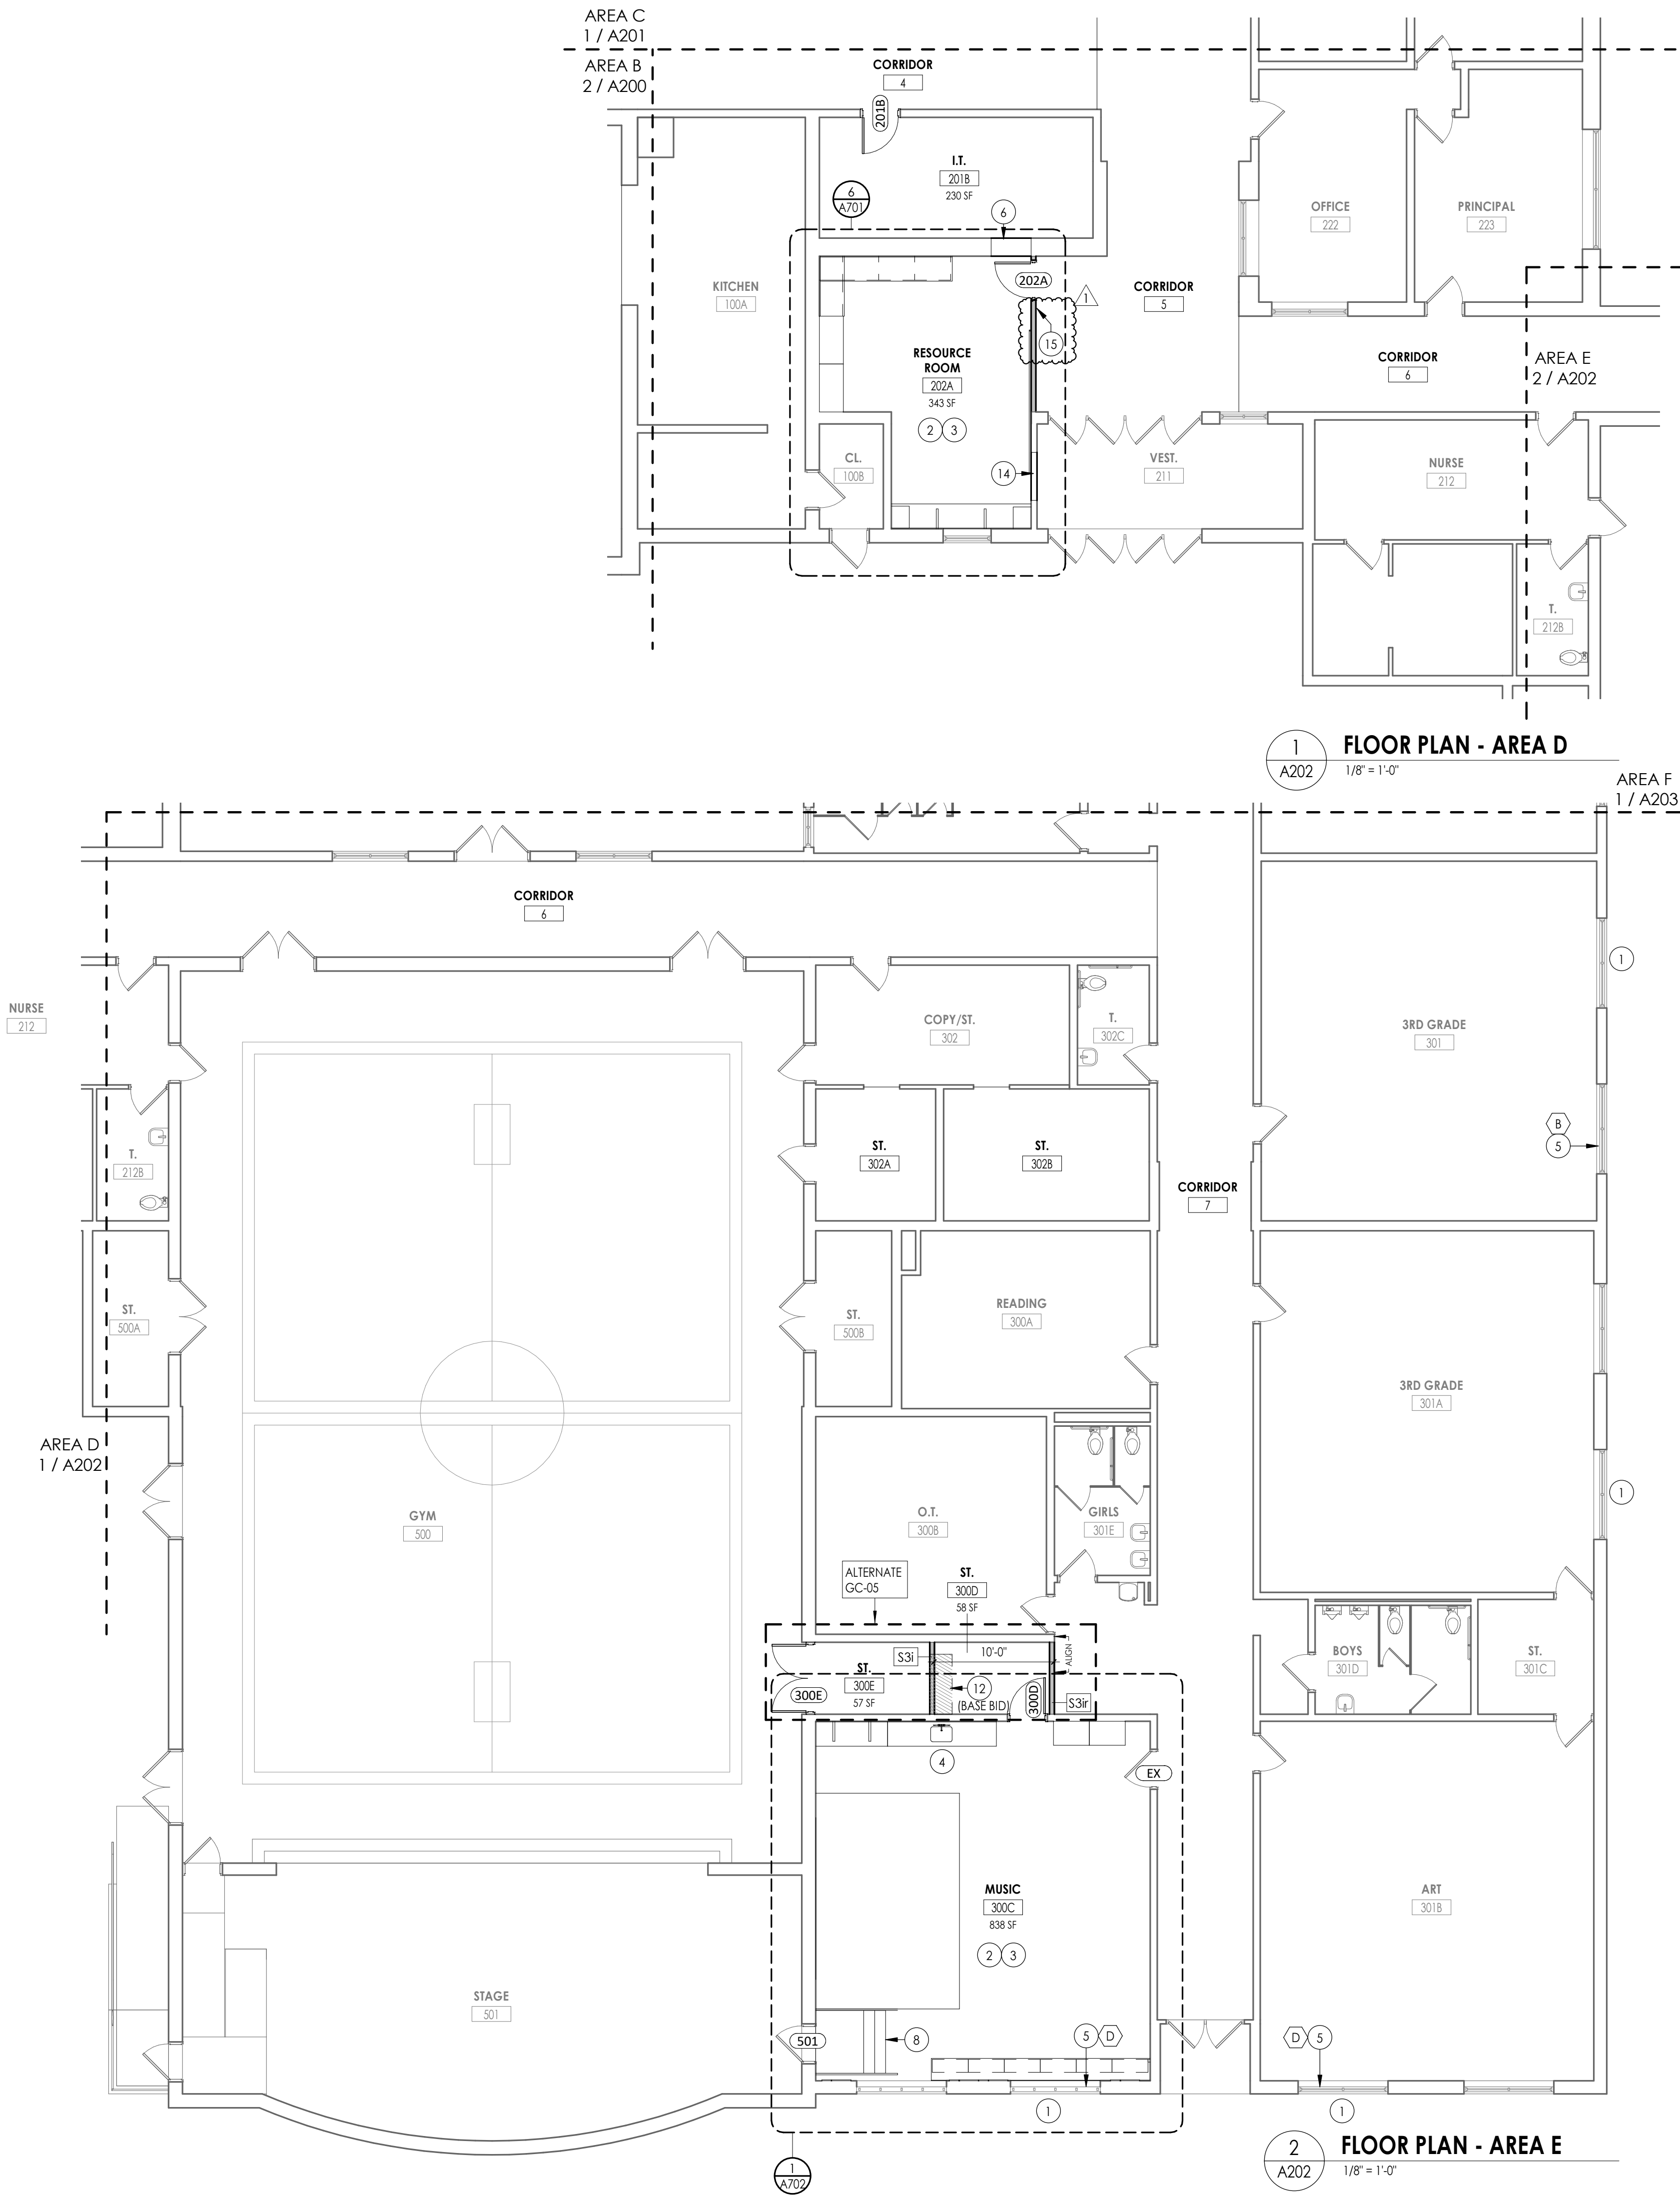 AREA C
1 / A201
AREA B
2 / A200
CORRIDOR
4
201B
I.T.
201B
230 SF
6
A701
6
OFFICE
222
PRINCIPAL
223
KITCHEN
100A
202A
1
CORRIDOR
5
15
RESOURCE
ROOM
202A
343 SF
2
3
CORRIDOR
6
AREA E
2 / A202
CL.
100B
14
VEST.
211
NURSE
212
T.
212B
1
A202
FLOOR PLAN - AREA D
1/8" = 1'-0"
AREA F
1 / A203
CORRIDOR
6
NURSE
212
COPY/ST.
302
T.
302C
3RD GRADE
301
1
B
5
T.
212B
ST.
302A
ST.
302B
CORRIDOR
7
ST.
500A
ST.
500B
READING
300A
3RD GRADE
301A
AREA D
1 / A202
1
GYM
500
O.T.
300B
GIRLS
301E
ALTERNATE
GC-05
ST.
300D
58 SF
BOYS
301D
ST.
301C
S3i
10'-0"
ALIGN
ST.
300E
57 SF
300E
12
(BASE BID)
300D
S3ir
4
EX
MUSIC
300C
838 SF
2
3
ART
301B
STAGE
501
501
8
5
D
D
5
1
1
2
A202
FLOOR PLAN - AREA E
1/8" = 1'-0"
1
A702